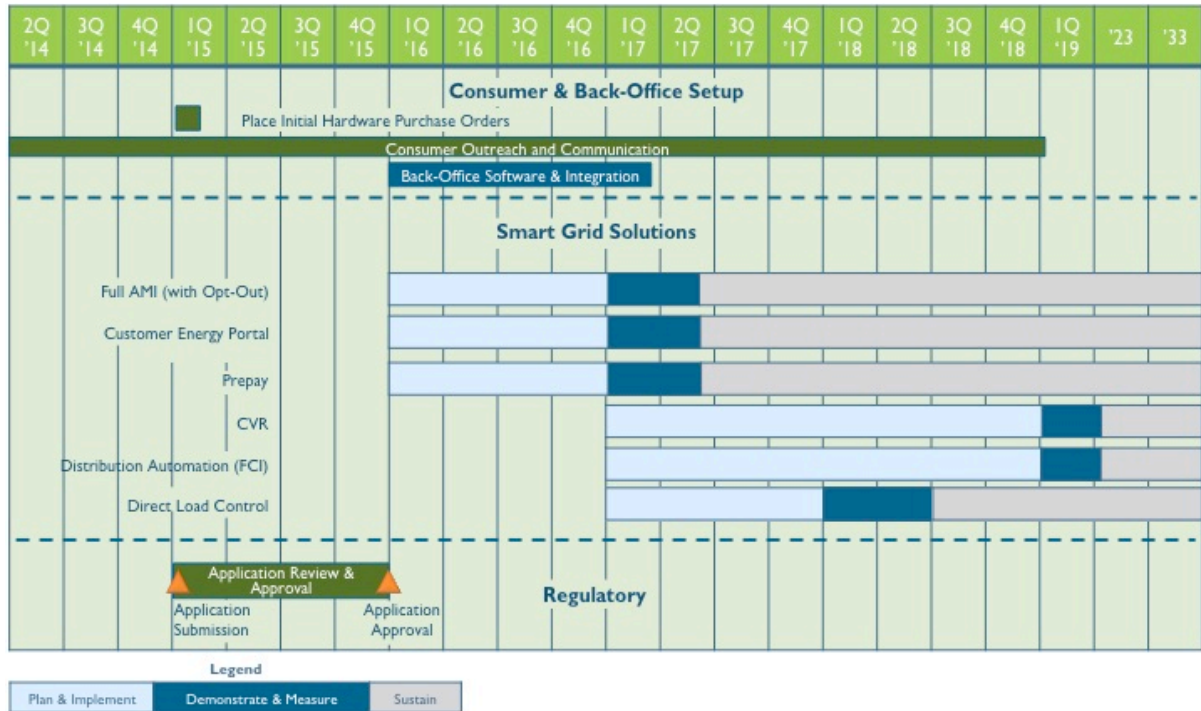 2Q 3Q 4Q 1Q 2Q 3Q 4Q 1Q 2Q 3Q 4Q 1Q 2Q 3Q 4Q 1Q 2Q 3Q 4Q 1Q '23 '33
'14 '14 '14 '15 '15 '15 '15 '16 '16 '16 '16 '17 '17 '17 '17 '18 '18 '18 '18 '19
Consumer & Back-Office Setup
Place Initial Hardware Purchase Orders
Consumer Outreach and Communication
Back-Office Software & Integration
Smart Grid Solutions
Full AMI (with Opt-Out)
Customer Energy Portal
Prepay
CVR
Distribution Automation (FCI)
Direct Load Control
Application Review &
Approval
Regulatory
Application
Submission
Application
Approval
Legend
Plan & Implement
Demonstrate & Measure
Sustain